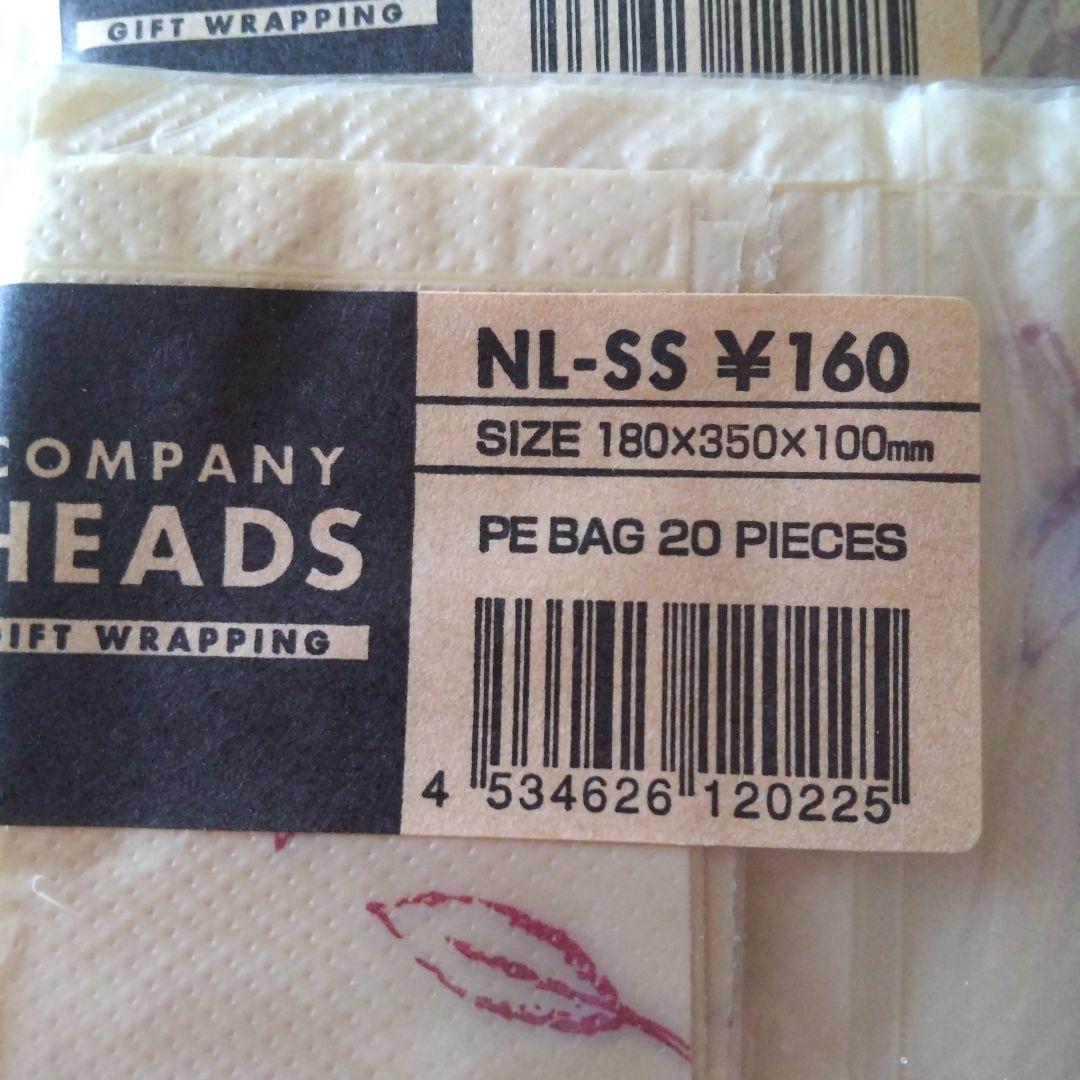 GIFT WRAPPING
COMPANY
HEADS
GIFT WRAPPING
NL-SS ¥160
SIZE 180×350×100mm
PE BAG 20 PIECES
4 534626 120225